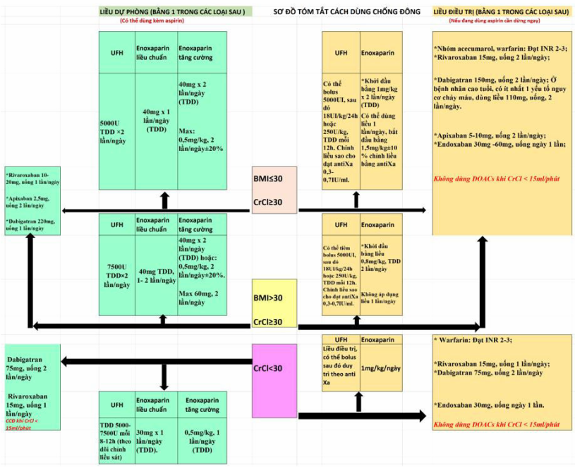 LIỀU DỰ PHÒNG (BẰNG 1 TRONG CÁC LOẠI SAU )
(Có thể dùng kèm aspirin)
SƠ ĐỒ TÓM TẮT CÁCH DÙNG CHỐNG ĐÔNG
LIỀU ĐIỀU TRỊ (BẰNG 1 TRONG CÁC LOẠI SAU)
(Nếu đang dùng aspirin cần dừng ngay)
UFH
Enoxaparin
liều chuẩn
Enoxaparin
tăng cường
5000U
TDD ×2
lần/ngày
40mg x 1
lần/ngày
(TDD)
40mg x 2
lần/ngày
(TDD)
Max:
0,5mg/kg, 2
lần/ngày±20%
*Rivaroxaban 10-
20mg, uống 1 lần/ngày
*Apixaban 2,5mg,
uống 2 lần/ngày
*Dabigatran 220mg,
uống 1 lần/ngày
BMI≤30
CrCl≥30
UFH
Enoxaparin
Có thể
bolus
5000UI, sau
đó
18UI/kg/24h
hoặc
250U/kg,
TDD mỗi
12h. Chỉnh
liều sao cho
đạt antiXa
0,3-
0,7IU/ml.
*Khởi đầu
bằng 1mg/kg
x 2 lần/ngày
(TDD)
Có thể dùng
liều 1
lần/ngày, bắt
đầu bằng
1,5mg/kg±10
% chỉnh liều
bằng antiXa
*Nhóm acecumarol, warfarin: Đạt INR 2-3;
*Rivaroxaban 15mg, uống 2 lần/ngày;
*Dabigatran 150mg, uống 2 lần/ngày; Ở
bệnh nhân cao tuổi, có ít nhất 1 yếu tố nguy
cơ chảy máu, dùng liều 110mg, uống, 2
lần/ngày.
*Apixaban 5-10mg, uống 2 lần/ngày;
*Endoxaban 30mg -60mg, uống ngày 1 lần;
Không dùng DOACs khi CrCl < 15ml/phút
UFH
Enoxaparin
liều chuẩn
Enoxaparin
tăng cường
7500U
TDD×2
lần/ngày
40mg TDD,
1- 2 lần/ngày
40mg x 2
lần/ngày
(TDD) hoặc:
0,5mg/kg, 2
lần/ngày±20%.
Max 60mg, 2
lần/ngày
BMI>30
CrCl≥30
UFH
Enoxaparin
Có thể tiêm
bolus 5000UI,
sau đó
18UI/kg/24h
hoặc 250U/kg,
TDD mỗi 12h.
Chỉnh liều sao
cho đạt antiXa
0,3-0,7IU/ml.
*Khởi đầu
bằng liều
0,8mg/kg, TDD
2 lần/ngày
Không áp dụng
liều 1 lần/ngày
Dabigatran
75mg, uống 2
lần/ngày
Rivaroxaban
15mg, uống 1
lần/ngày
CCĐ khi CrCl <
15ml/phút
CrCl<30
UFH
Enoxaparin
Liều điều trị,
có thể bolus
sau đó duy
trì theo anti
Xa
1mg/kg/ngày
* Warfarin: Đạt INR 2-3;
*Rivaroxaban 15mg, uống 1 lần/ngày;
*Dabigatran 75mg, uống 2 lần/ngày
*Endoxaban 30mg, uống ngày 1 lần.
Không dùng DOACs khi CrCl < 15ml/phút
UFH
Enoxaparin
liều chuẩn
Enoxaparin
tăng cường
TDD 5000-
7500U mỗi
8-12h (theo
dõi chỉnh
liều sát)
30mg x 1
lần/ngày
(TDD).
0,5mg/kg, 1
lần/ngày (TDD)